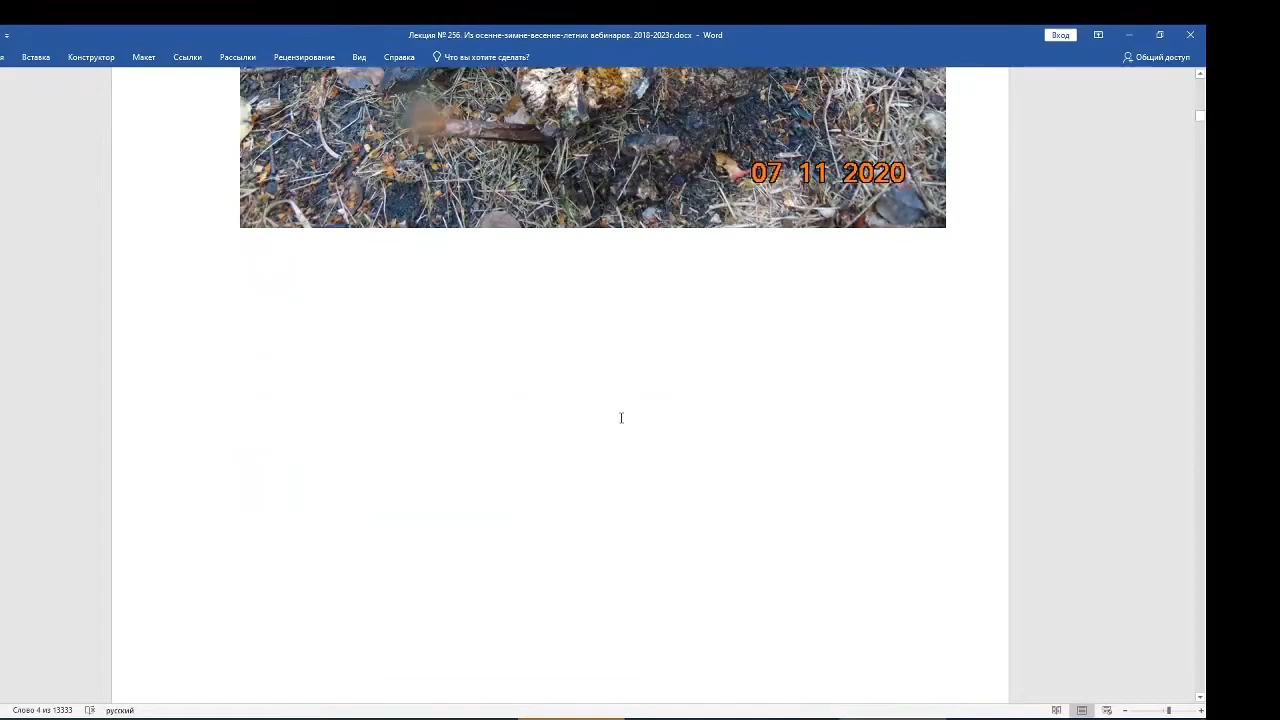 Лекция № 256. Из осенне-зимне-весенне-летних вебинаров. 2018-2023г.docx - Word
Вход
я Вставка Конструктор Макет Ссылки Рассылки Рецензирование Вид Справка Что вы хотите сделать? Общий доступ
07 11 2020
Слово 4 из 13333 русский